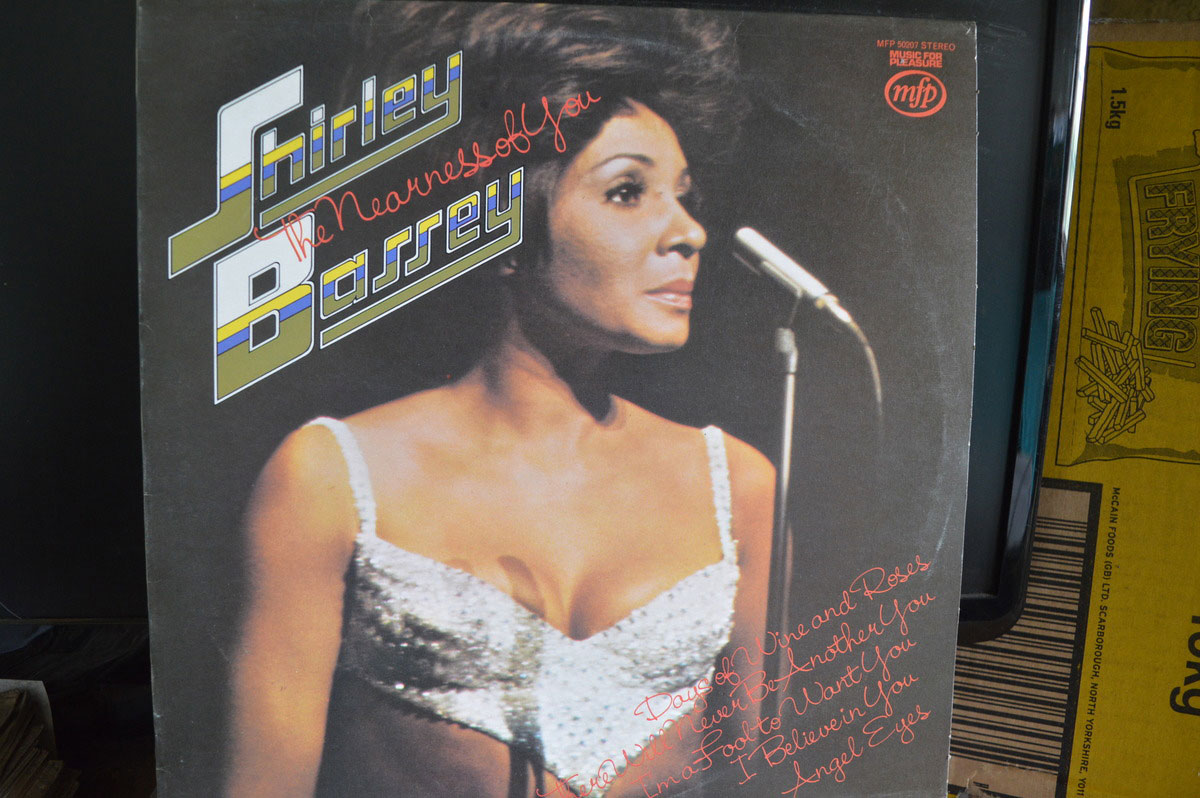 MFP 50207 STEREO
MUSIC FOR
PLEASURE
mfp
Shirley
The Nearness of You
Bassey
Days of Wine and Roses
There Will Never Be Another You
I'm a Fool to Want You
I Believe in You
Angel Eyes
1.5kg
FRYING
McCAIN FOODS (GB) LTD, SCARBOROUGH, NORTH YORKSHIRE, YO11